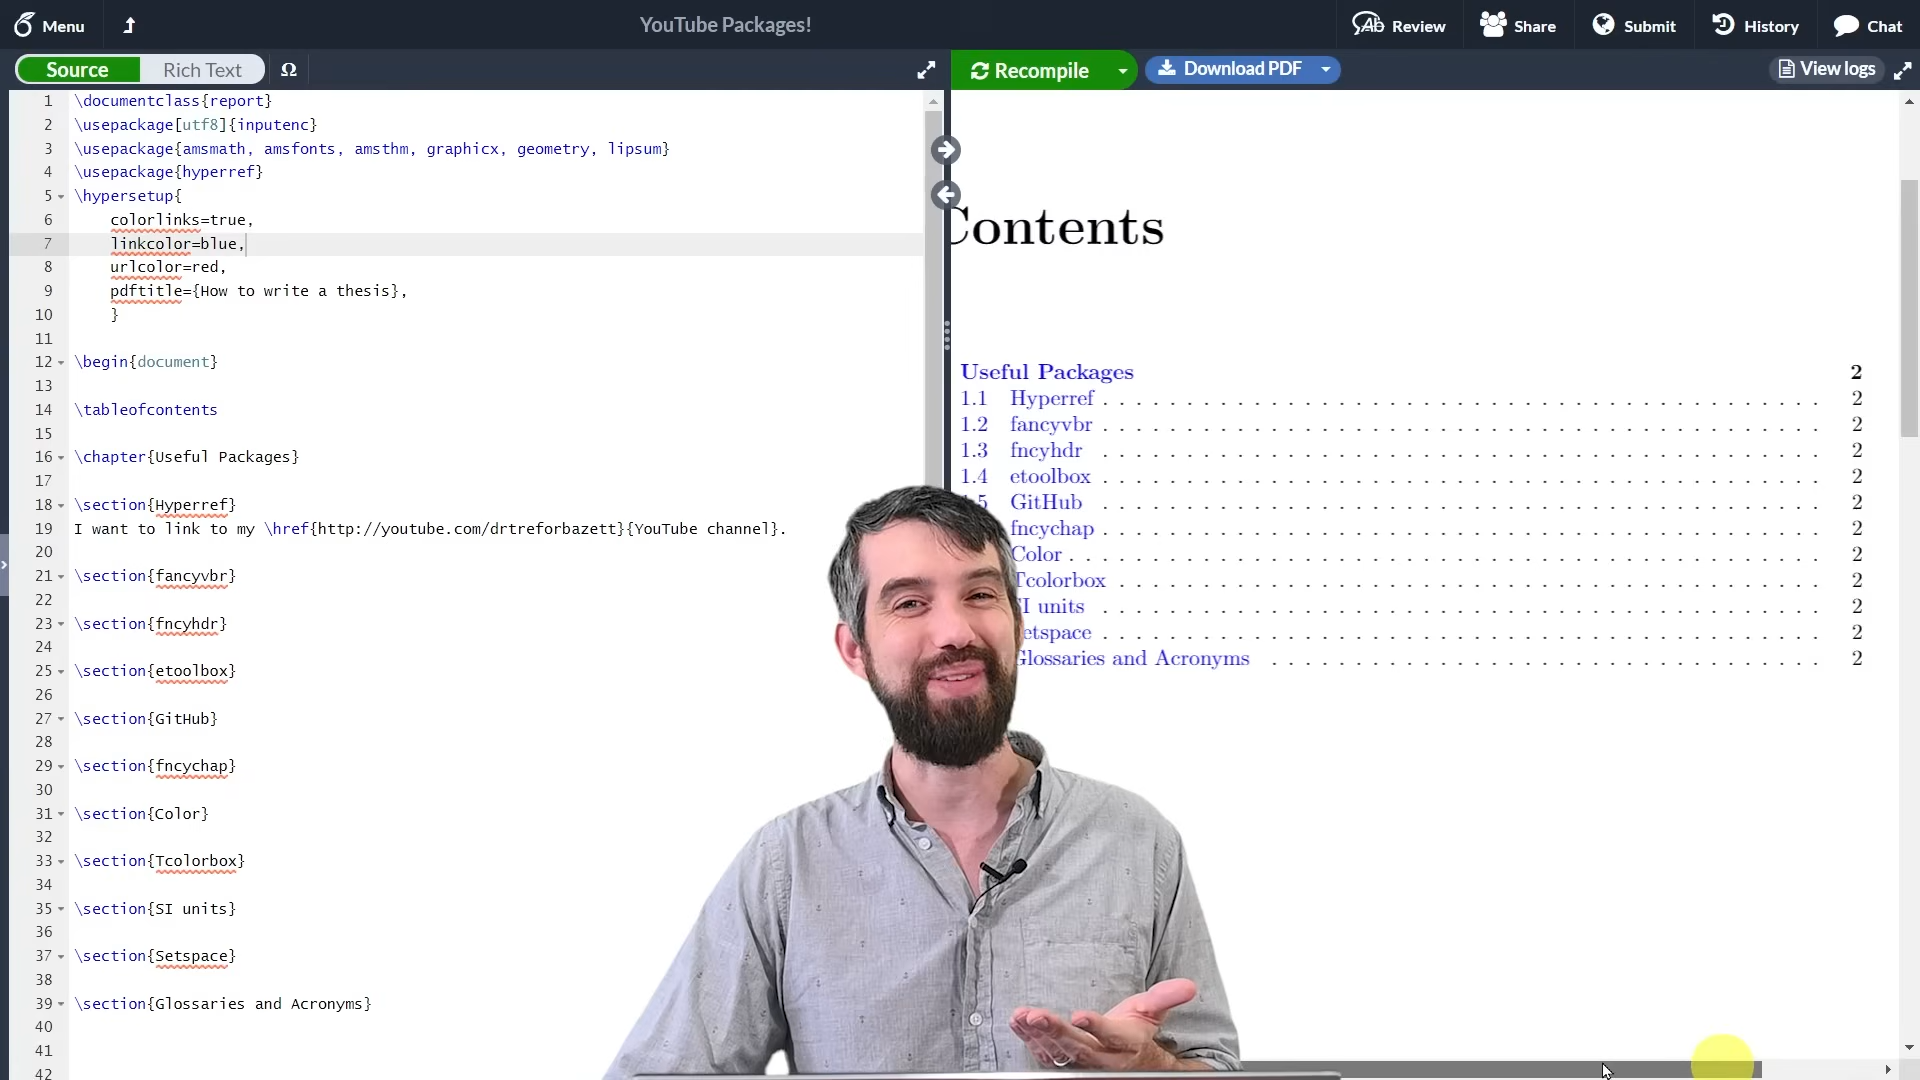 Menu
YouTube Packages!
Review
Share
Submit
History
Chat
Source
Rich Text
Ω
Recompile
Download PDF
View logs
1 \documentclass{report}
2 \usepackage[utf8]{inputenc}
3 \usepackage{amsmath, amsfonts, amsthm, graphicx, geometry, lipsum}
4 \usepackage{hyperref}
5 \hypersetup{
6 colorlinks=true,
7 linkcolor=blue,
8 urlcolor=red,
9 pdftitle={How to write a thesis},
10 }
11
12 \begin{document}
13
14 \tableofcontents
15
16 \chapter{Useful Packages}
17
18 \section{Hyperref}
19 I want to link to my \href{http://youtube.com/drtreforbazett}{YouTube channel}.
20
21 \section{fancyvbr}
22
23 \section{fncyhdr}
24
25 \section{etoolbox}
26
27 \section{GitHub}
28
29 \section{fncychap}
30
31 \section{Color}
32
33 \section{Tcolorbox}
34
35 \section{SI units}
36
37 \section{Setspace}
38
39 \section{Glossaries and Acronyms}
40
41
42
Contents
Useful Packages 2
1.1 Hyperref . . . . . . . . . . . . . . . . . . . . . . . . . . . . . . . . . . . . . . . . . . . . . . . . . . . . 2
1.2 fancyvbr . . . . . . . . . . . . . . . . . . . . . . . . . . . . . . . . . . . . . . . . . . . . . . . . . . . . 2
1.3 fncyhdr . . . . . . . . . . . . . . . . . . . . . . . . . . . . . . . . . . . . . . . . . . . . . . . . . . . . 2
1.4 etoolbox . . . . . . . . . . . . . . . . . . . . . . . . . . . . . . . . . . . . . . . . . . . . . . . . . . . . 2
5 GitHub . . . . . . . . . . . . . . . . . . . . . . . . . . . . . . . . . . . . . . . . . . . . . . . . . . . . 2
fncychap . . . . . . . . . . . . . . . . . . . . . . . . . . . . . . . . . . . . . . . . . . . . . . . . . . . . 2
Color . . . . . . . . . . . . . . . . . . . . . . . . . . . . . . . . . . . . . . . . . . . . . . . . . . . . . . 2
Tcolorbox . . . . . . . . . . . . . . . . . . . . . . . . . . . . . . . . . . . . . . . . . . . . . . . . . . . 2
SI units . . . . . . . . . . . . . . . . . . . . . . . . . . . . . . . . . . . . . . . . . . . . . . . . . . . . 2
etspace . . . . . . . . . . . . . . . . . . . . . . . . . . . . . . . . . . . . . . . . . . . . . . . . . . . . 2
Glossaries and Acronyms . . . . . . . . . . . . . . . . . . . . . . . . . . . . . . . . . . . . . . . . 2